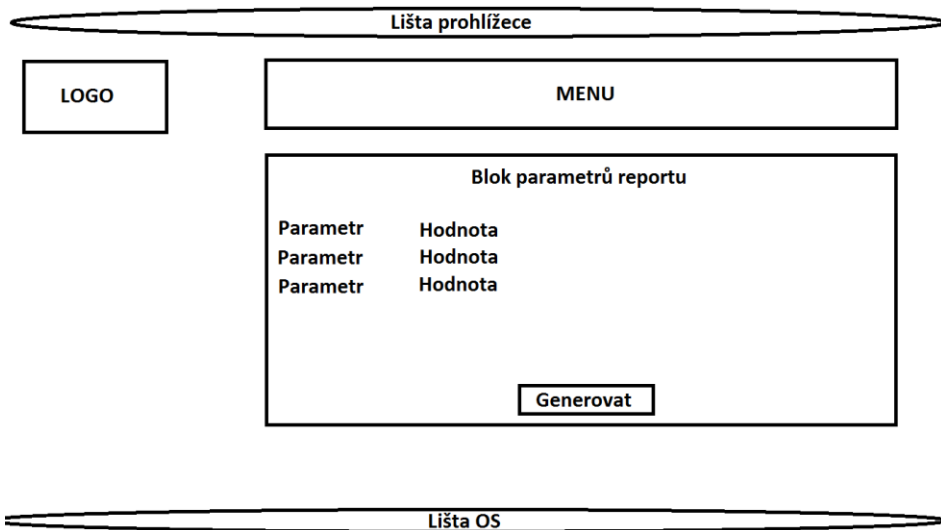 Lišta prohlížece
LOGO
MENU
Blok parametrů reportu
Parametr Hodnota
Parametr Hodnota
Parametr Hodnota
Generovat
Lišta OS